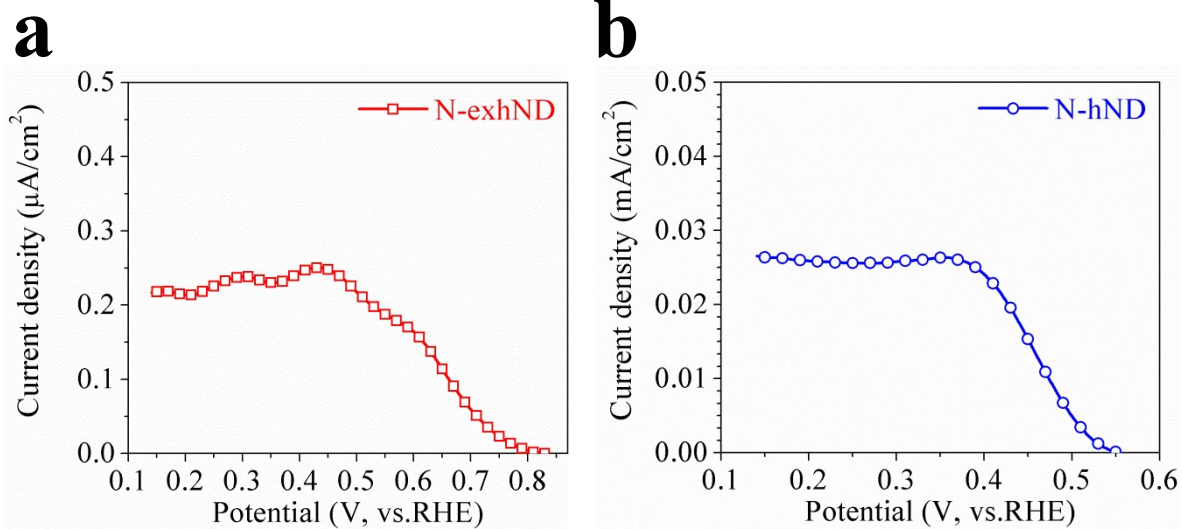 a
0.5
0.4
0.3
0.2
0.1
0.0
Current density (μA/cm²)
N-exhND
0.1 0.2 0.3 0.4 0.5 0.6 0.7 0.8
Potential (V, vs.RHE)
b
0.05
0.04
0.03
0.02
0.01
0.00
Current density (mA/cm²)
N-hND
0.1 0.2 0.3 0.4 0.5 0.6
Potential (V, vs.RHE)